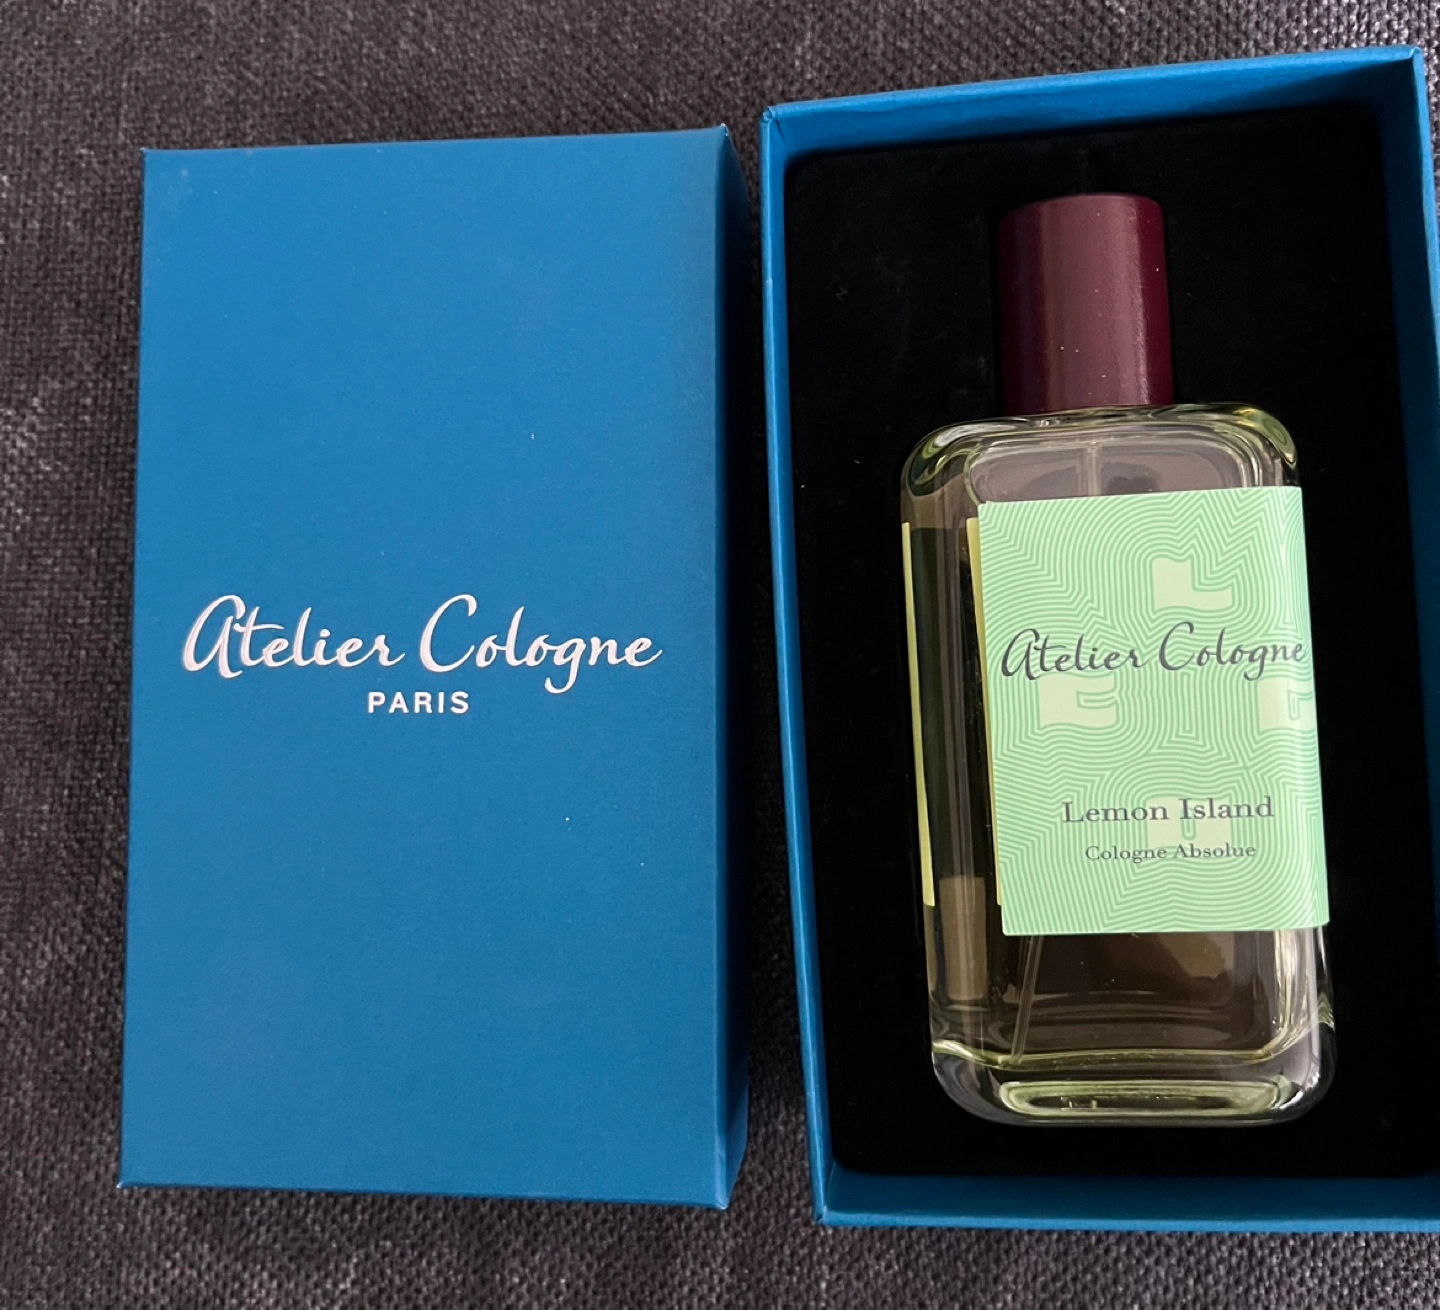 Atelier Cologne
PARIS
L
Atelier Cologne
E C
Lemon Island
O
Cologne Absolue